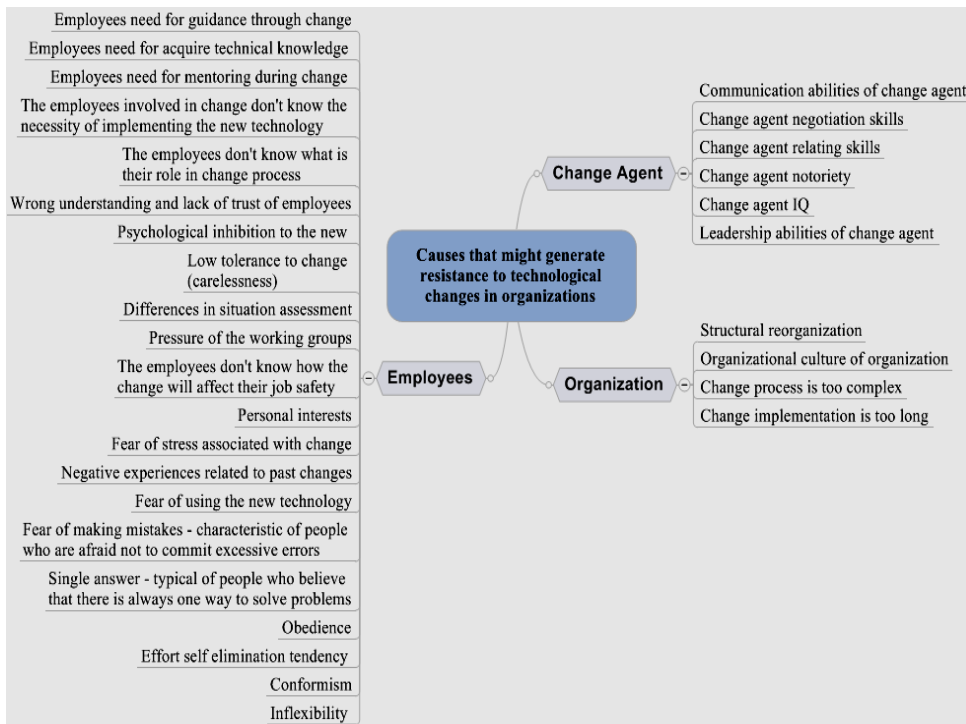 Employees need for guidance through change
Employees need for acquire technical knowledge
Employees need for mentoring during change
The employees involved in change don't know the
necessity of implementing the new technology
The employees don't know what is
their role in change process
Wrong understanding and lack of trust of employees
Psychological inhibition to the new
Low tolerance to change
(carelessness)
Differences in situation assessment
Pressure of the working groups
The employees don't know how the
change will affect their job safety
Personal interests
Fear of stress associated with change
Negative experiences related to past changes
Fear of using the new technology
Fear of making mistakes - characteristic of people
who are afraid not to commit excessive errors
Single answer - typical of people who believe
that there is always one way to solve problems
Obedience
Effort self elimination tendency
Conformism
Inflexibility
Employees
Causes that might generate
resistance to technological
changes in organizations
Change Agent
Communication abilities of change agent
Change agent negotiation skills
Change agent relating skills
Change agent notoriety
Change agent IQ
Leadership abilities of change agent
Organization
Structural reorganization
Organizational culture of organization
Change process is too complex
Change implementation is too long